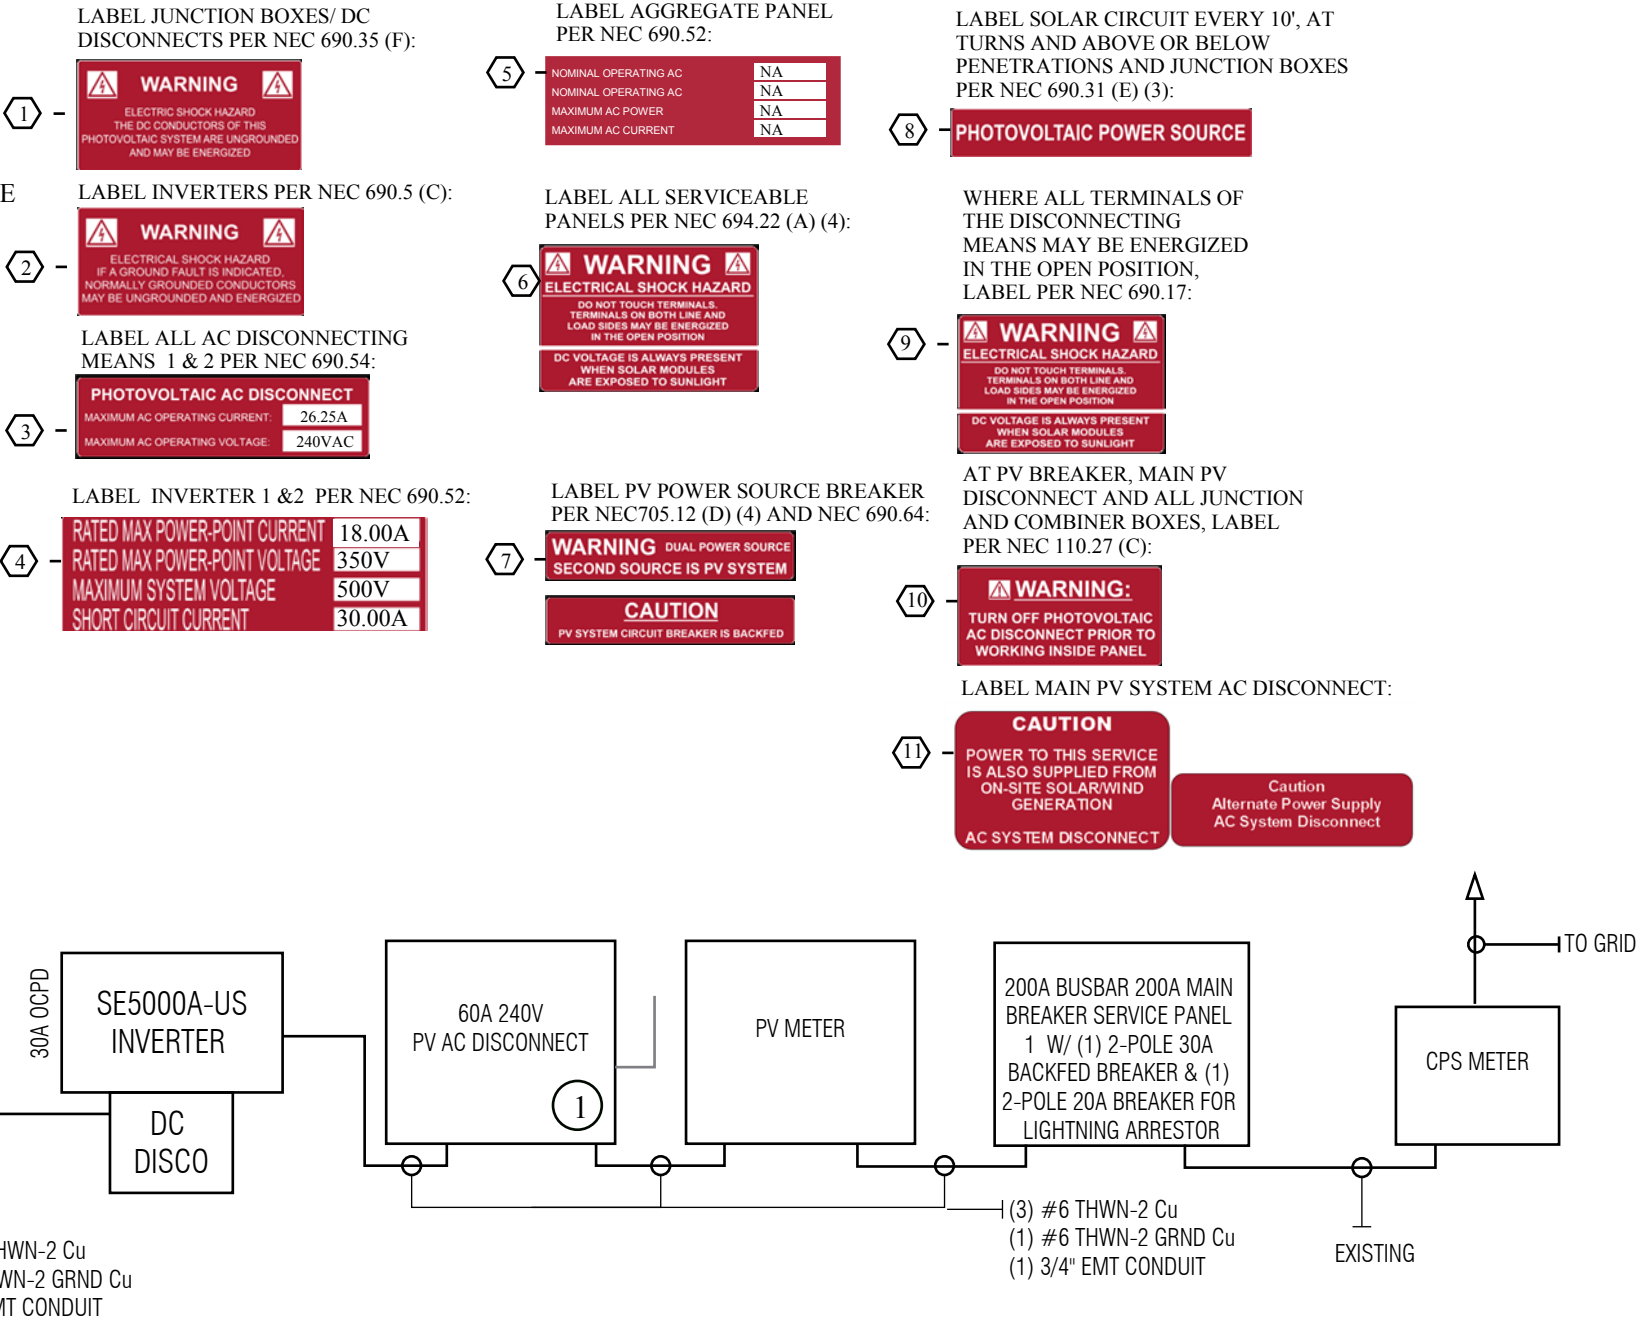 LABEL JUNCTION BOXES/ DC
DISCONNECTS PER NEC 690.35 (F):
1
WARNING
ELECTRIC SHOCK HAZARD
THE DC CONDUCTORS OF THIS
PHOTOVOLTAIC SYSTEM ARE UNGROUNDED
AND MAY BE ENERGIZED
E
LABEL INVERTERS PER NEC 690.5 (C):
2
WARNING
ELECTRICAL SHOCK HAZARD
IF A GROUND FAULT IS INDICATED,
NORMALLY GROUNDED CONDUCTORS
MAY BE UNGROUNDED AND ENERGIZED
LABEL ALL AC DISCONNECTING
MEANS 1 & 2 PER NEC 690.54:
3
PHOTOVOLTAIC AC DISCONNECT
MAXIMUM AC OPERATING CURRENT: 26.25A
MAXIMUM AC OPERATING VOLTAGE: 240VAC
LABEL INVERTER 1 &2 PER NEC 690.52:
4
RATED MAX POWER-POINT CURRENT 18.00A
RATED MAX POWER-POINT VOLTAGE 350V
MAXIMUM SYSTEM VOLTAGE 500V
SHORT CIRCUIT CURRENT 30.00A
LABEL AGGREGATE PANEL
PER NEC 690.52:
5
NOMINAL OPERATING AC NA
NOMINAL OPERATING AC NA
MAXIMUM AC POWER NA
MAXIMUM AC CURRENT NA
LABEL ALL SERVICEABLE
PANELS PER NEC 694.22 (A) (4):
6
WARNING
ELECTRICAL SHOCK HAZARD
DO NOT TOUCH TERMINALS.
TERMINALS ON BOTH LINE AND
LOAD SIDES MAY BE ENERGIZED
IN THE OPEN POSITION
DC VOLTAGE IS ALWAYS PRESENT
WHEN SOLAR MODULES
ARE EXPOSED TO SUNLIGHT
LABEL PV POWER SOURCE BREAKER
PER NEC705.12 (D) (4) AND NEC 690.64:
7
WARNING DUAL POWER SOURCE
SECOND SOURCE IS PV SYSTEM
CAUTION
PV SYSTEM CIRCUIT BREAKER IS BACKFED
LABEL SOLAR CIRCUIT EVERY 10', AT
TURNS AND ABOVE OR BELOW
PENETRATIONS AND JUNCTION BOXES
PER NEC 690.31 (E) (3):
8
PHOTOVOLTAIC POWER SOURCE
WHERE ALL TERMINALS OF
THE DISCONNECTING
MEANS MAY BE ENERGIZED
IN THE OPEN POSITION,
LABEL PER NEC 690.17:
9
WARNING
ELECTRICAL SHOCK HAZARD
DO NOT TOUCH TERMINALS.
TERMINALS ON BOTH LINE AND
LOAD SIDES MAY BE ENERGIZED
IN THE OPEN POSITION
DC VOLTAGE IS ALWAYS PRESENT
WHEN SOLAR MODULES
ARE EXPOSED TO SUNLIGHT
AT PV BREAKER, MAIN PV
DISCONNECT AND ALL JUNCTION
AND COMBINER BOXES, LABEL
PER NEC 110.27 (C):
10
WARNING:
TURN OFF PHOTOVOLTAIC
AC DISCONNECT PRIOR TO
WORKING INSIDE PANEL
LABEL MAIN PV SYSTEM AC DISCONNECT:
11
CAUTION
POWER TO THIS SERVICE
IS ALSO SUPPLIED FROM
ON-SITE SOLAR/WIND
GENERATION
AC SYSTEM DISCONNECT
Caution
Alternate Power Supply
AC System Disconnect
30A OCPD
SE5000A-US
INVERTER
DC
DISCO
60A 240V
PV AC DISCONNECT
1
PV METER
200A BUSBAR 200A MAIN
BREAKER SERVICE PANEL
1 W/ (1) 2-POLE 30A
BACKFED BREAKER & (1)
2-POLE 20A BREAKER FOR
LIGHTNING ARRESTOR
CPS METER
TO GRID
(3) #6 THWN-2 Cu
(1) #6 THWN-2 GRND Cu
(1) 3/4" EMT CONDUIT
EXISTING
HWN-2 Cu
WN-2 GRND Cu
MT CONDUIT